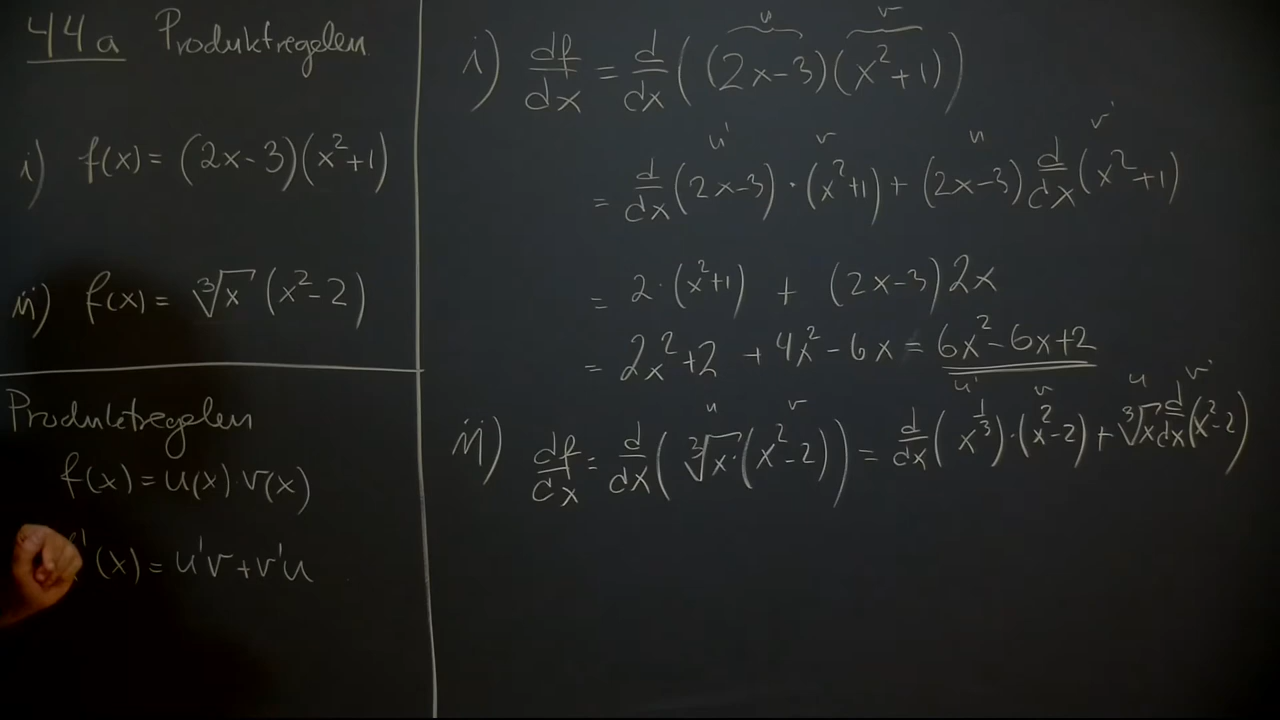 44a Produktregelen
i) f(x) = (2x-3)(x²+1)
ii) f(x) = ∛x (x²-2)
Produktregelen
f(x) = u(x)·v(x)
'(x) = u'v + v'u
u v
i) df/dx = d/dx((2x-3)(x²+1))
u' v u v'
= d/dx(2x-3)·(x²+1) + (2x-3) d/dx(x²+1)
= 2·(x²+1) + (2x-3)2x
= 2x²+2 + 4x² - 6x = 6x²-6x+2
u v u' v u v'
ii) df/dx = d/dx(∛x·(x²-2)) = d/dx(x^(1/3))·(x²-2) + ∛x d/dx(x²-2)